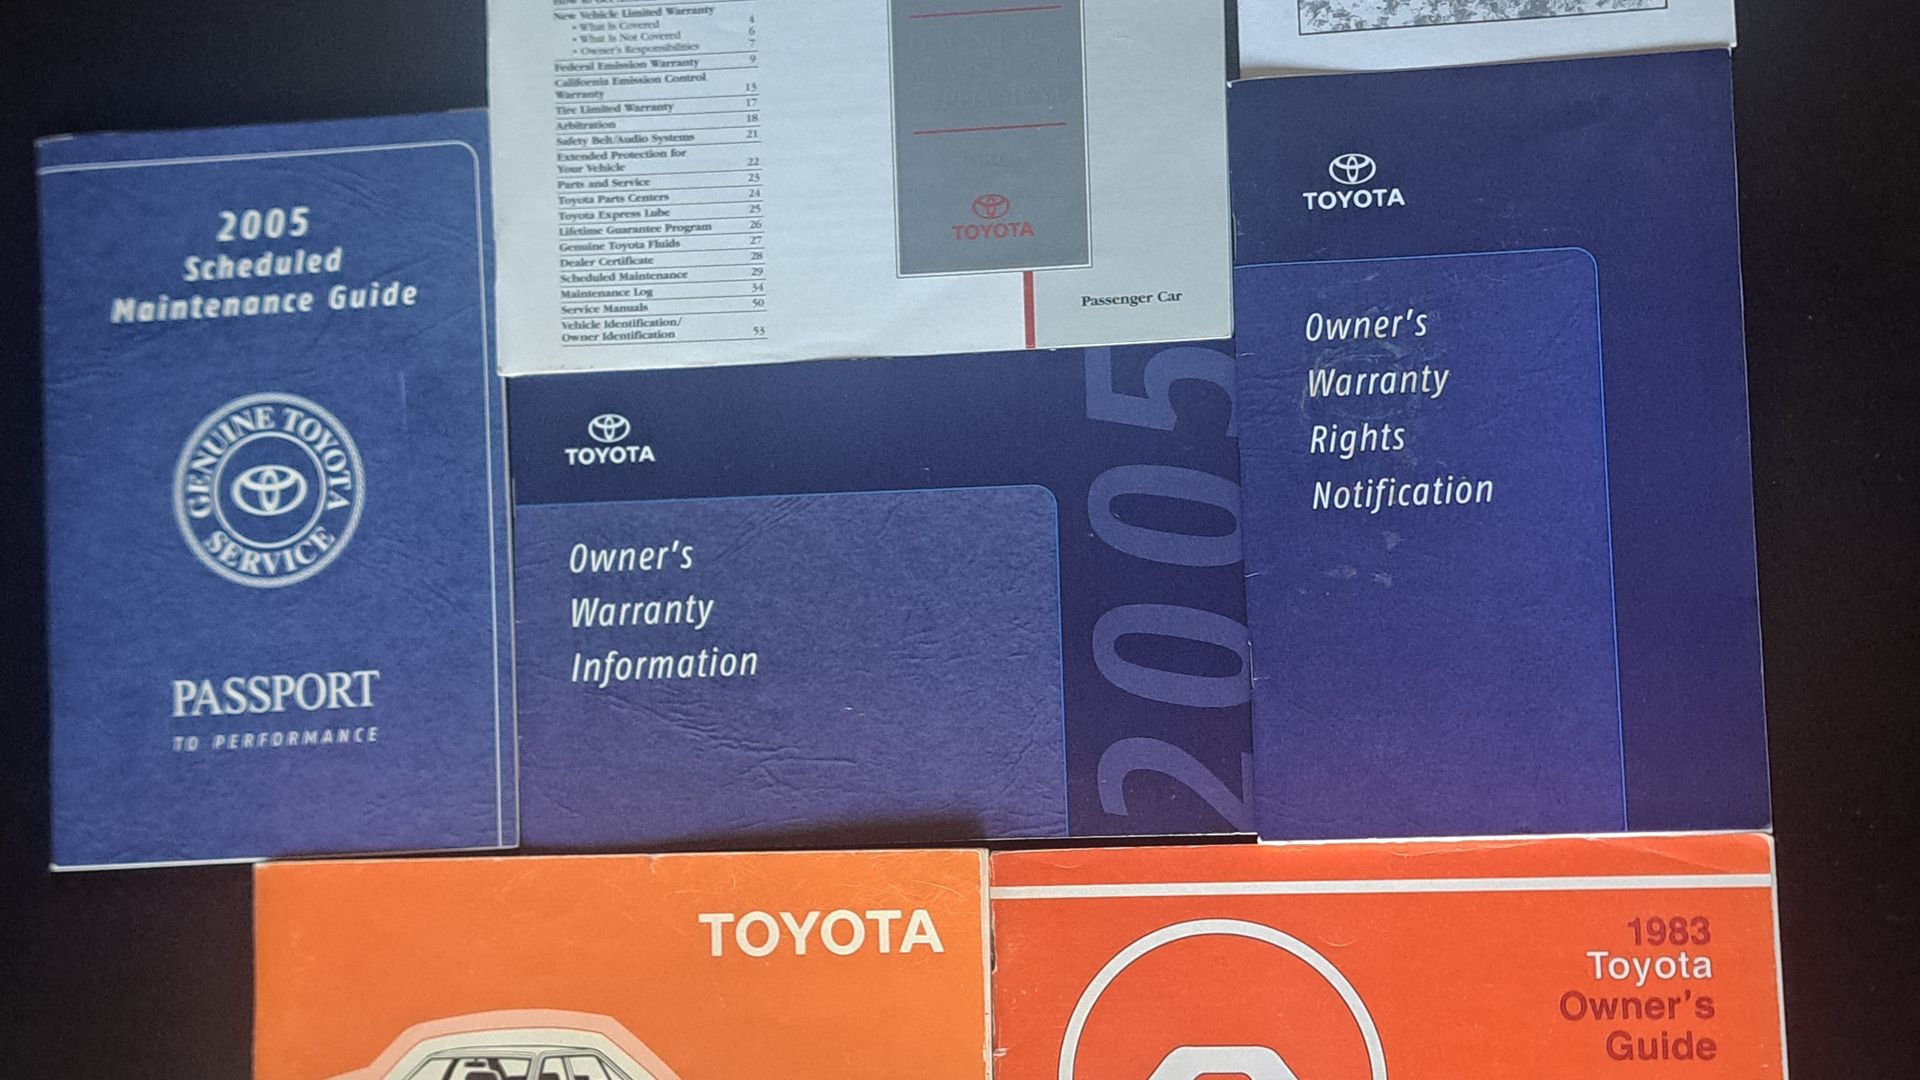 New Vehicle Limited Warranty
• What Is Covered 4
• What Is Not Covered 6
• Owner's Responsibilities 7
Federal Emission Warranty 9
California Emission Control
Warranty 13
Tire Limited Warranty 17
Arbitration 18
Safety Belt/Audio Systems 21
Extended Protection for
Your Vehicle 22
Parts and Service 23
Toyota Parts Centers 24
Toyota Express Lube 25
Lifetime Guarantee Program 26
Genuine Toyota Fluids 27
Dealer Certificate 28
Scheduled Maintenance 29
Maintenance Log 34
Service Manuals 50
Vehicle Identification/
Owner Identification 53
TOYOTA
Passenger Car
2005
Scheduled
Maintenance Guide
GENUINE TOYOTA
SERVICE
PASSPORT
TO PERFORMANCE
TOYOTA
Owner's
Warranty
Information
2005
TOYOTA
Owner's
Warranty
Rights
Notification
TOYOTA
1983
Toyota
Owner's
Guide